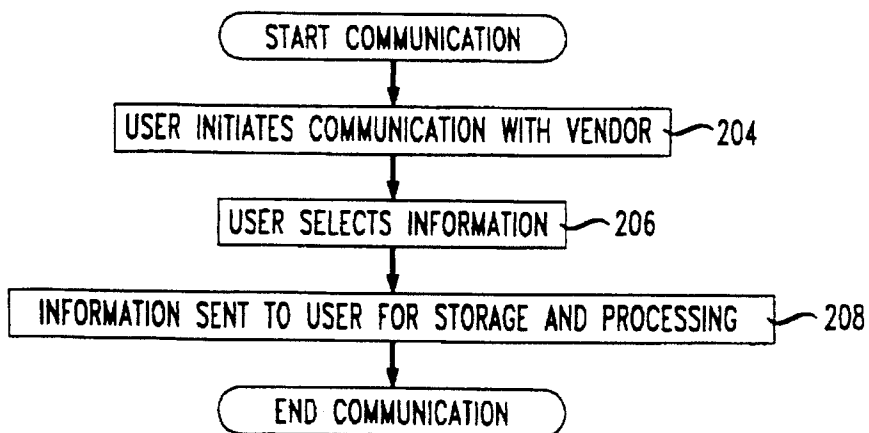 START COMMUNICATION
USER INITIATES COMMUNICATION WITH VENDOR 204
USER SELECTS INFORMATION 206
INFORMATION SENT TO USER FOR STORAGE AND PROCESSING 208
END COMMUNICATION